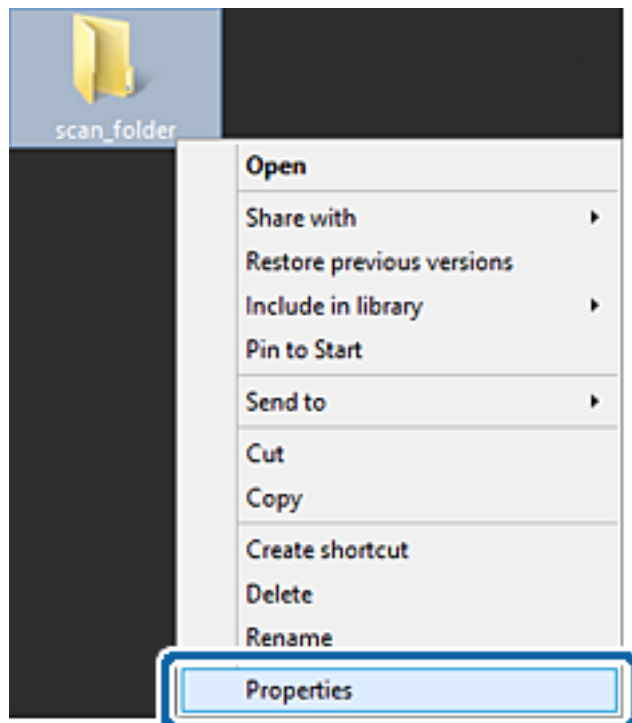 scan_folder
Open
Share with
Restore previous versions
Include in library
Pin to Start
Send to
Cut
Copy
Create shortcut
Delete
Rename
Properties